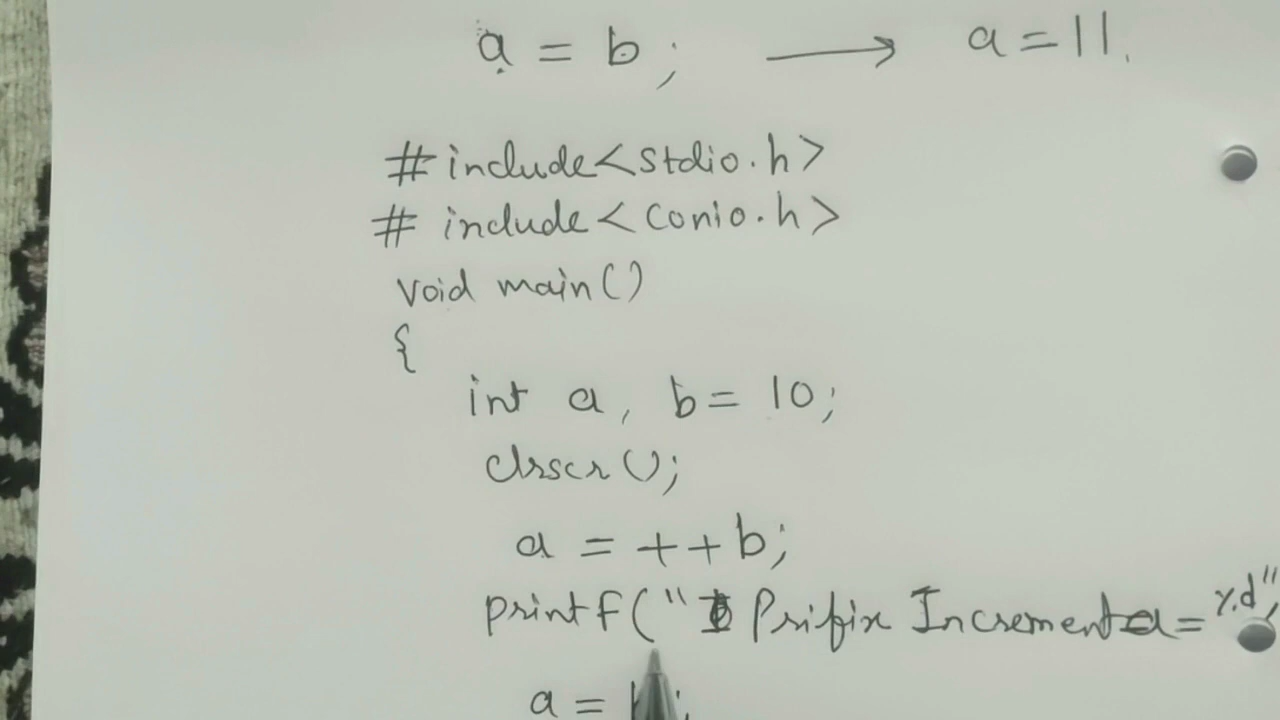 a = b ; → a = 11.
# include<stdio.h>
# include< conio.h>
void main()
{
int a, b= 10;
clrscr();
a = ++b;
printf(" Prifix Increment a = %d",
a =